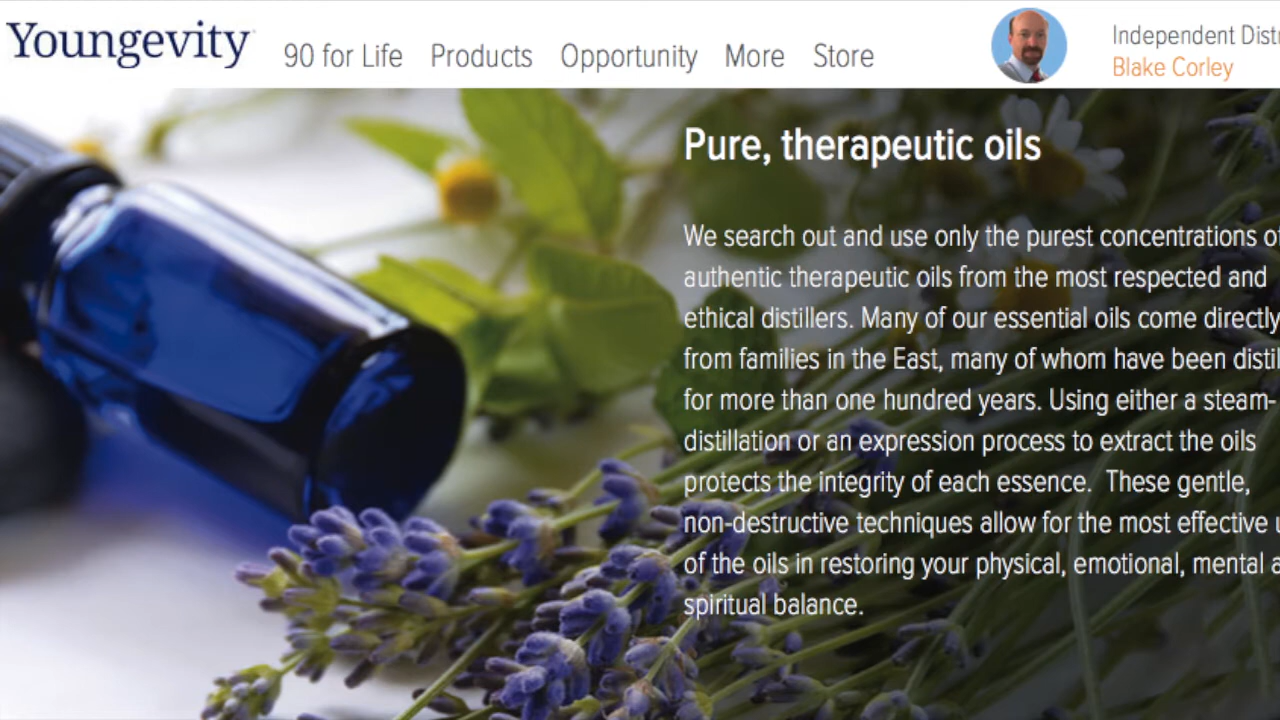 Youngevity
90 for Life Products Opportunity More Store
Independent
Blake Corley
Pure, therapeutic oils
We search out and use only the purest concentrations of
authentic therapeutic oils from the most respected and
ethical distillers. Many of our essential oils come directly
from families in the East, many of whom have been
for more than one hundred years. Using either a steam-
distillation or an expression process to extract the oils
protects the integrity of each essence. These gentle,
non-destructive techniques allow for the most effective
of the oils in restoring your physical, emotional, mental
spiritual balance.